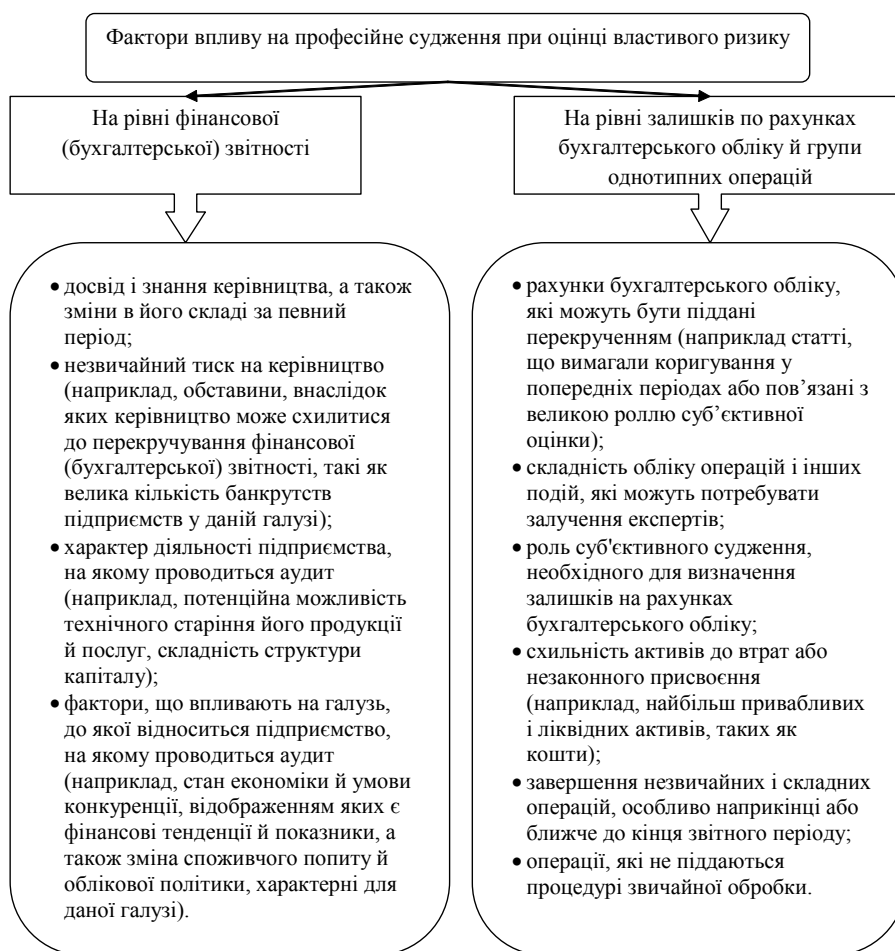 Фактори впливу на професійне судження при оцінці властивого ризику
На рівні фінансової
(бухгалтерської) звітності
На рівні залишків по рахунках
бухгалтерського обліку й групи
однотипних операцій
• досвід і знання керівництва, а також
зміни в його складі за певний
період;
• незвичайний тиск на керівництво
(наприклад, обставини, внаслідок
яких керівництво може схилитися
до перекручування фінансової
(бухгалтерської) звітності, такі як
велика кількість банкрутств
підприємств у даній галузі);
• характер діяльності підприємства,
на якому проводиться аудит
(наприклад, потенційна можливість
технічного старіння його продукції
й послуг, складність структури
капіталу);
• фактори, що впливають на галузь,
до якої відноситься підприємство,
на якому проводиться аудит
(наприклад, стан економіки й умови
конкуренції, відображенням яких є
фінансові тенденції й показники, а
також зміна споживчого попиту й
облікової політики, характерні для
даної галузі).
• рахунки бухгалтерського обліку,
які можуть бути піддані
перекрученням (наприклад статті,
що вимагали коригування у
попередніх періодах або пов’язані з
великою роллю суб’єктивної
оцінки);
• складність обліку операцій і інших
подій, які можуть потребувати
залучення експертів;
• роль суб'єктивного судження,
необхідного для визначення
залишків на рахунках
бухгалтерського обліку;
• схильність активів до втрат або
незаконного присвоєння
(наприклад, найбільш привабливих
і ліквідних активів, таких як
кошти);
• завершення незвичайних і складних
операцій, особливо наприкінці або
ближче до кінця звітного періоду;
• операції, які не піддаються
процедурі звичайної обробки.